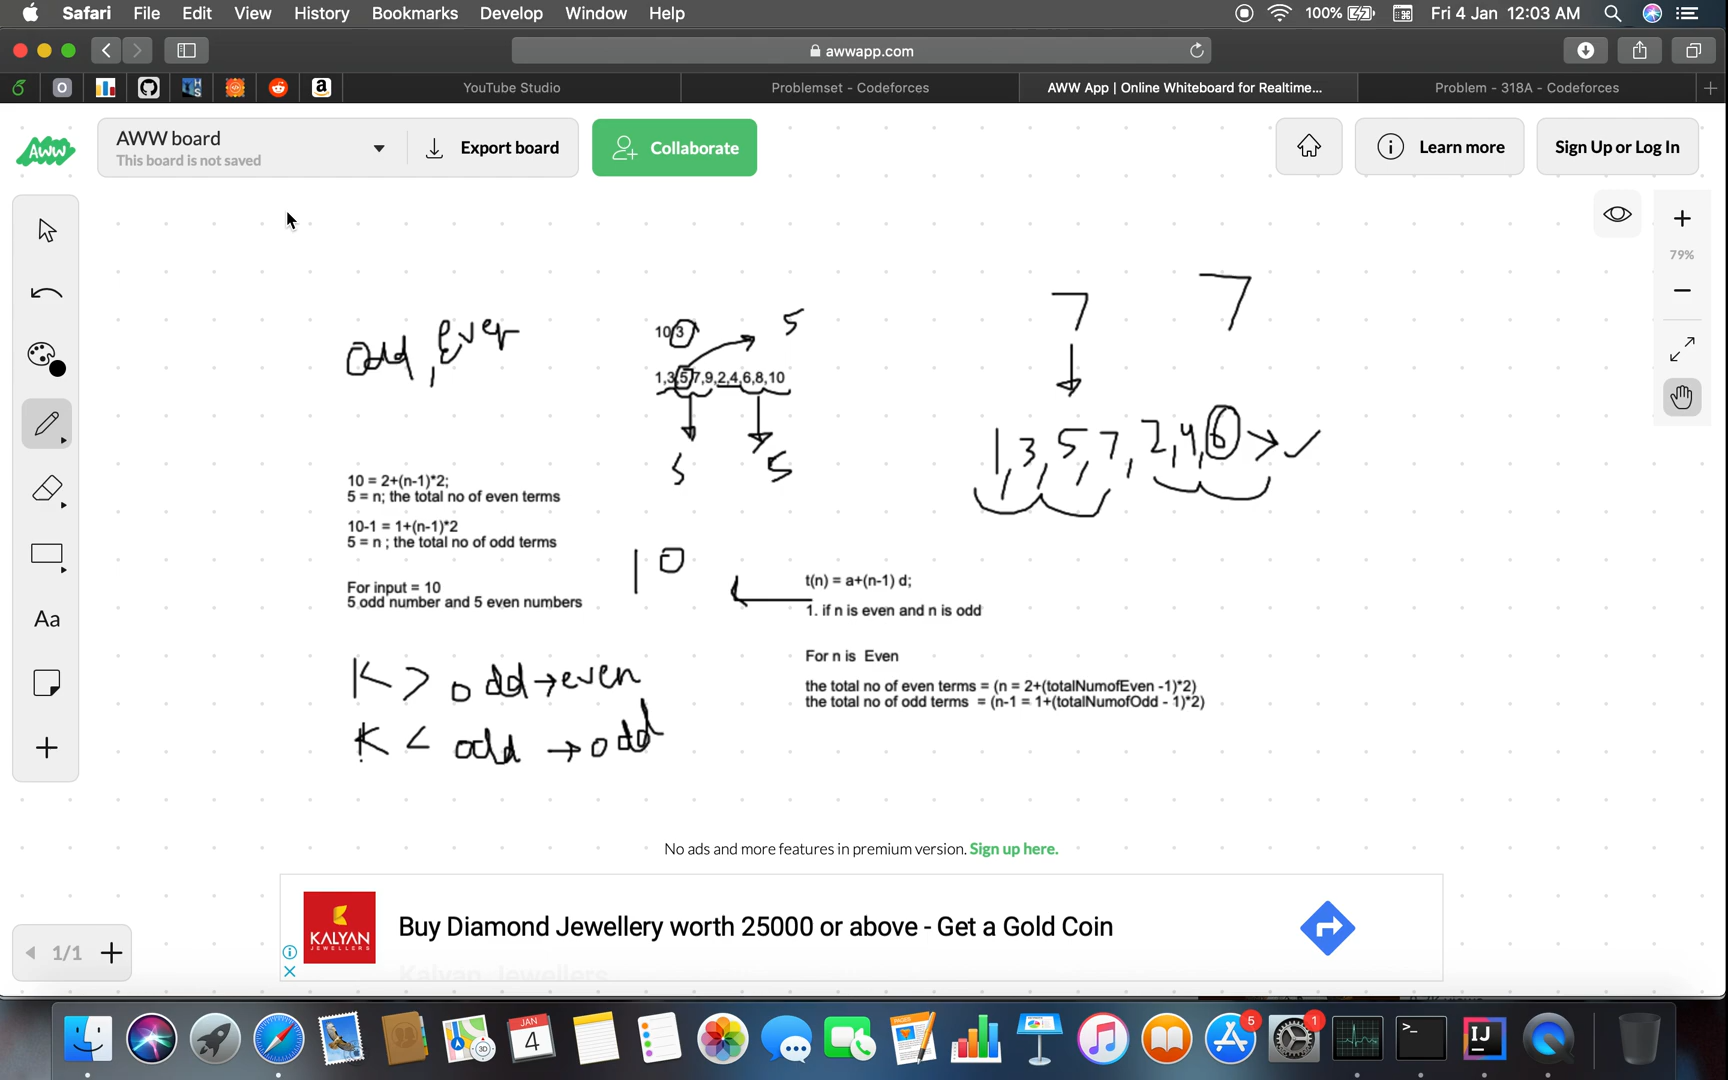 Safari File Edit View History Bookmarks Develop Window Help
100% Fri 4 Jan 12:03 AM
awwapp.com
YouTube Studio
Problemset - Codeforces
AWW App | Online Whiteboard for Realtime...
Problem - 318A - Codeforces
AWW
AWW board
This board is not saved
Export board
Collaborate
Learn more
Sign Up or Log In
79%
odd, Even
10 3
5
1,3,5,7,9,2,4,6,8,10
5
5
7
7
1,3,5,7,2,4,6
10 = 2+(n-1)*2;
5 = n; the total no of even terms
10-1 = 1+(n-1)*2
5 = n ; the total no of odd terms
For input = 10
5 odd number and 5 even numbers
10
t(n) = a+(n-1) d;
1. if n is even and n is odd
For n is Even
the total no of even terms = (n = 2+(totalNumofEven -1)*2)
the total no of odd terms = (n-1 = 1+(totalNumofOdd - 1)*2)
K > odd → even
K < odd → odd
Aa
No ads and more features in premium version. Sign up here.
KALYAN
JEWELLERS
Buy Diamond Jewellery worth 25000 or above - Get a Gold Coin
Kalyan Jewellers
1/1
JAN
4
3D
5
1
>_
IJ